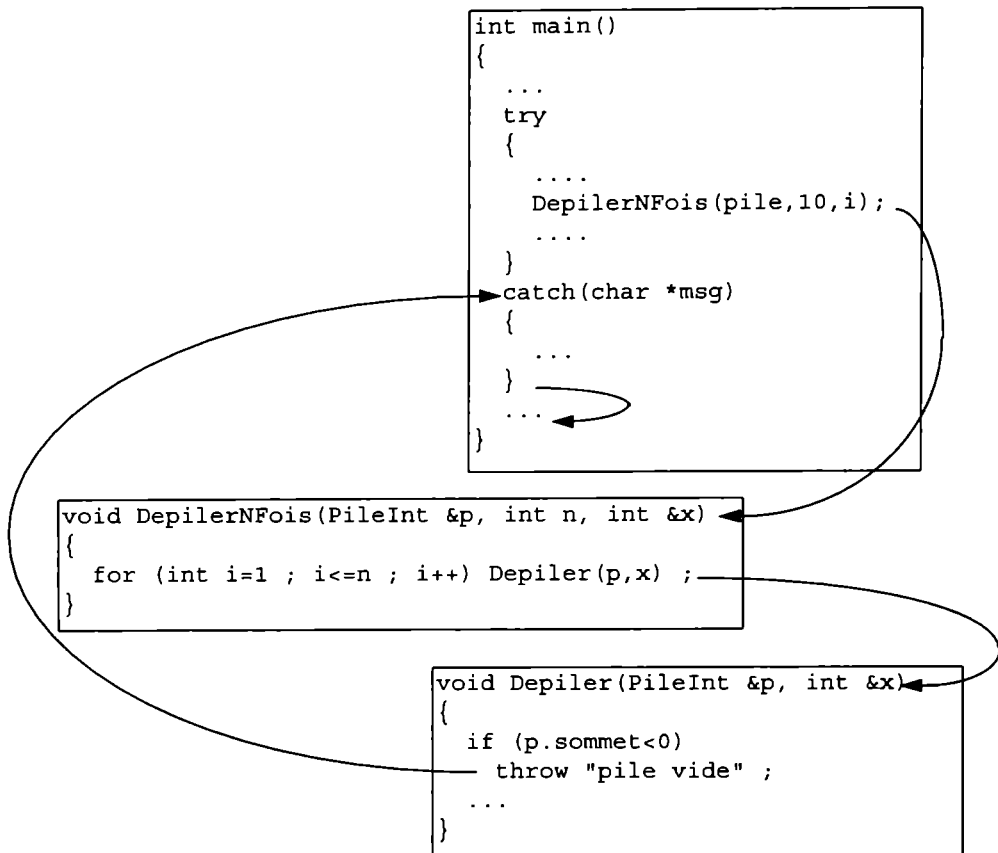 int main()
{
...
try
{
....
DepilerNFois(pile,10,i);
....
}
catch(char *msg)
{
...
}
...
}
void DepilerNFois(PileInt &p, int n, int &x)
{
for (int i=1 ; i<=n ; i++) Depiler(p,x) ;
}
void Depiler(PileInt &p, int &x)
{
if (p.sommet<0)
throw "pile vide" ;
...
}